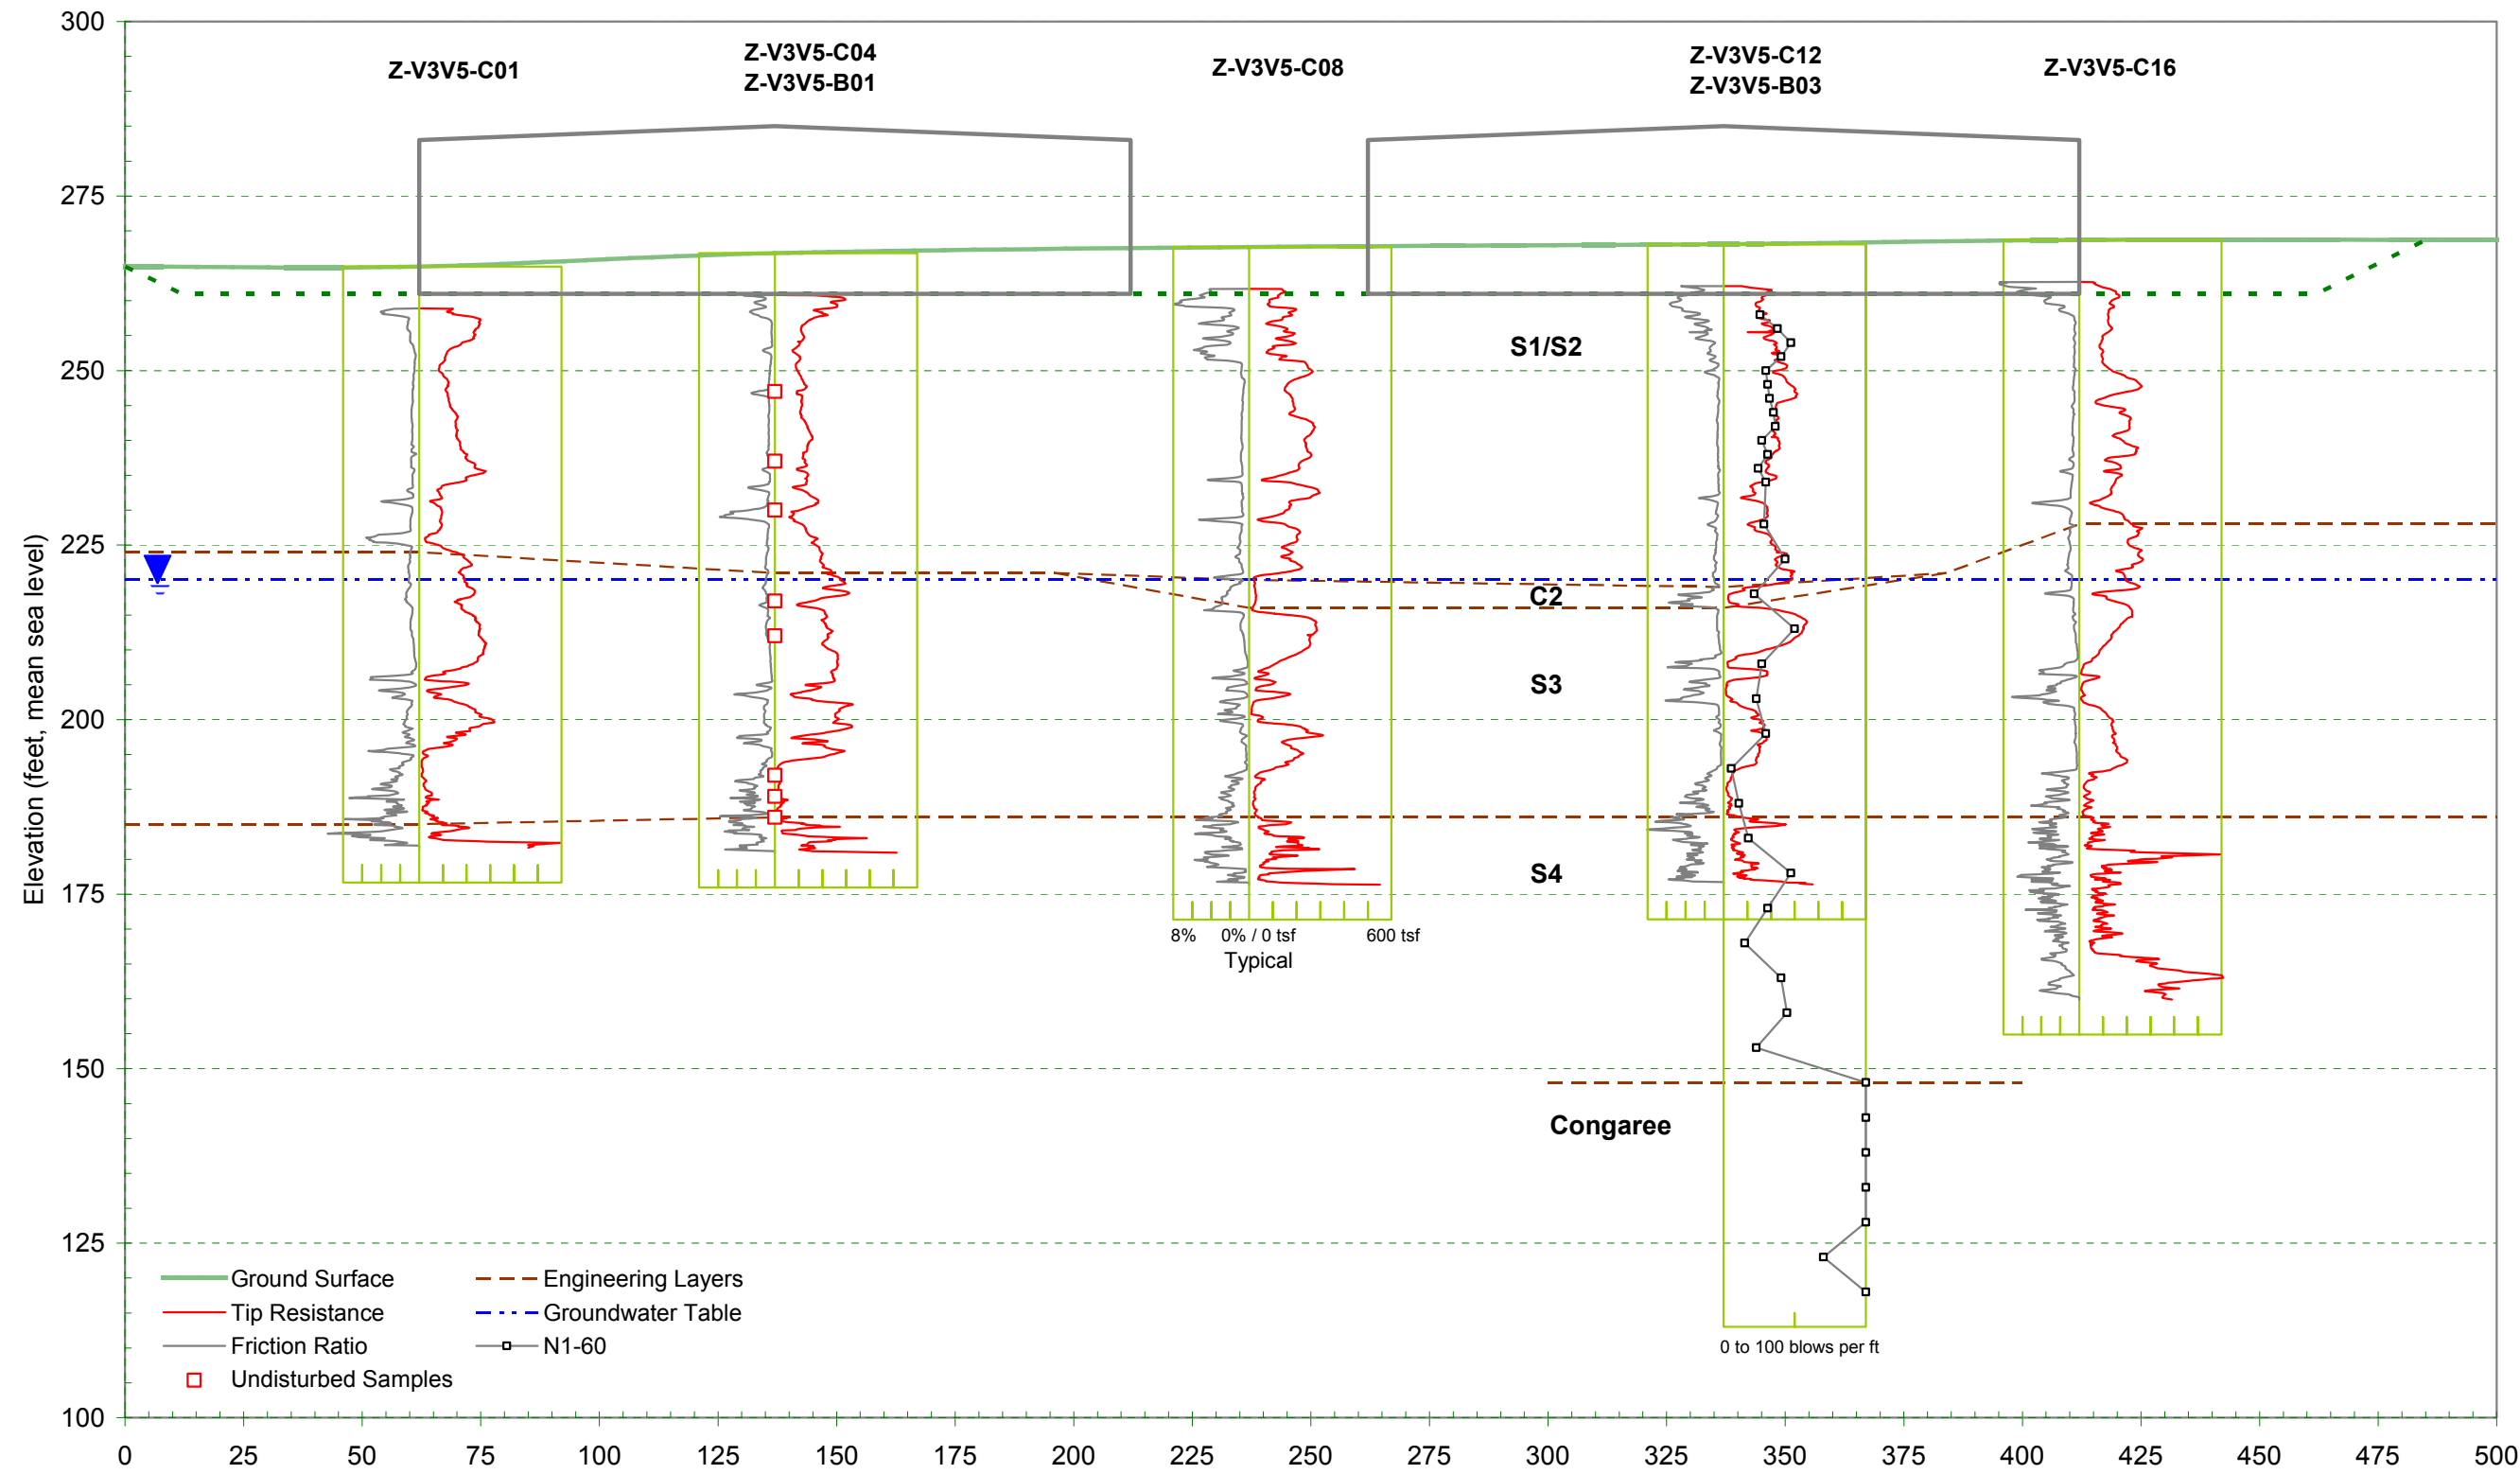 300
Z-V3V5-C01
Z-V3V5-C04
Z-V3V5-B01
Z-V3V5-C08
Z-V3V5-C12
Z-V3V5-B03
Z-V3V5-C16
275
S1/S2
250
225
C2
S3
200
S4
175
8%
0% / 0 tsf
600 tsf
Typical
150
Congaree
125
0 to 100 blows per ft
100
Elevation (feet, mean sea level)
Ground Surface
Engineering Layers
Tip Resistance
Groundwater Table
Friction Ratio
N1-60
Undisturbed Samples
0 25 50 75 100 125 150 175 200 225 250 275 300 325 350 375 400 425 450 475 500